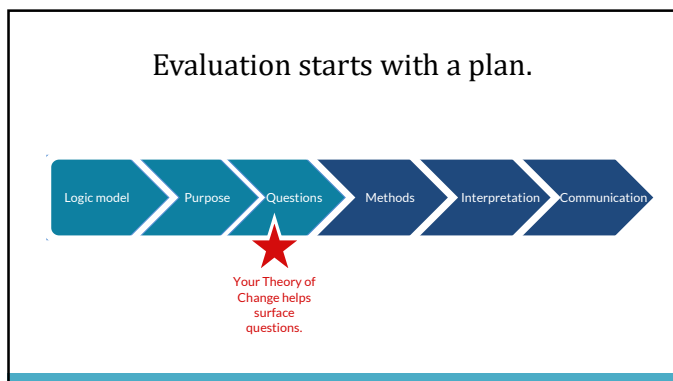 Evaluation starts with a plan.
Logic model
Purpose
Questions
Methods
Interpretation
Communication
Your Theory of
Change helps
surface
questions.